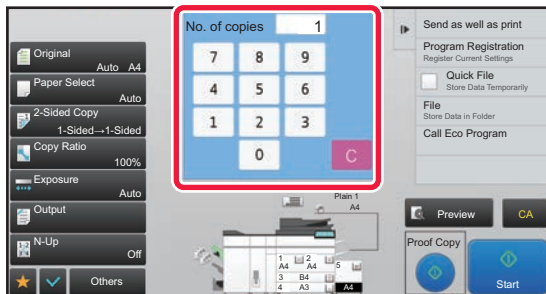 No. of copies 1
7 8 9
4 5 6
1 2 3
0 C
Original
Auto A4
Paper Select
Auto
2-Sided Copy
1-Sided→1-Sided
Copy Ratio
100%
Exposure
Auto
Output
N-Up
Off
Others
Plain 1
A4
1 A4 2 A4 5
3 B4
4 A3 A4
Send as well as print
Program Registration
Register Current Settings
Quick File
Store Data Temporarily
File
Store Data in Folder
Call Eco Program
Preview CA
Proof Copy
Start